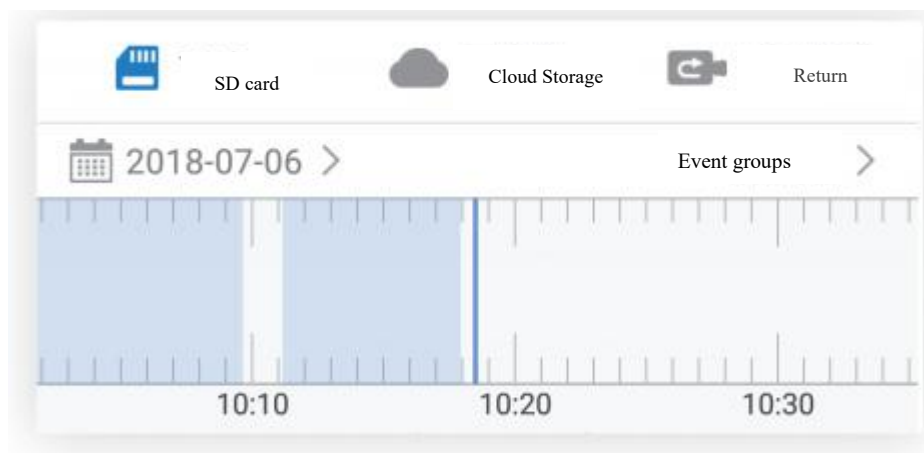 SD card
Cloud Storage
Return
2018-07-06 >
Event groups >
10:10
10:20
10:30